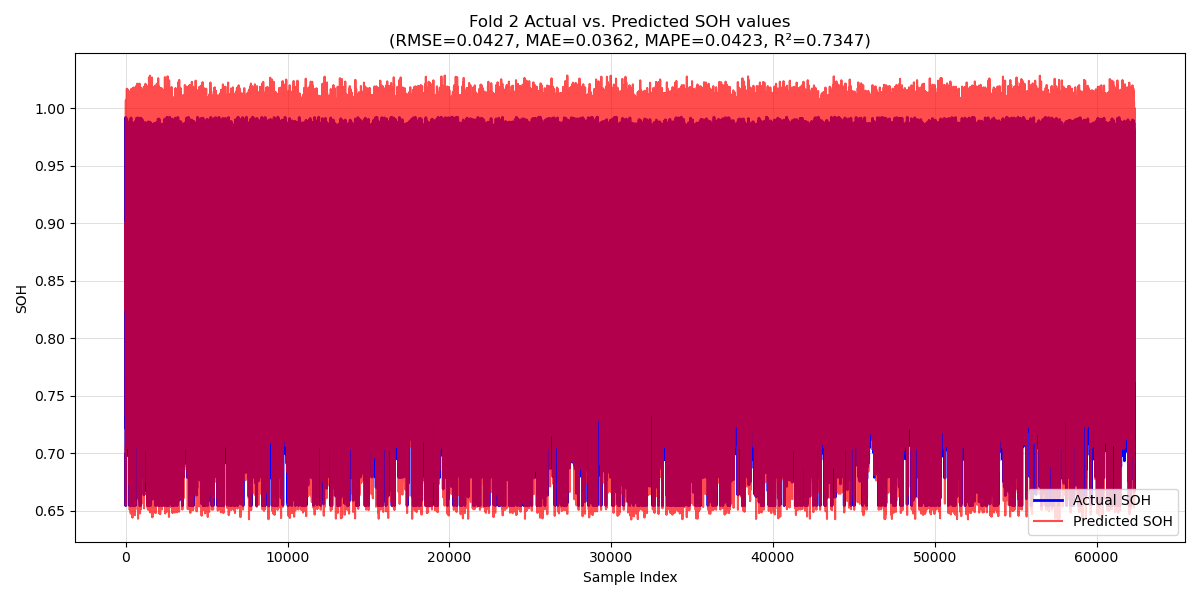 Fold 2 Actual vs. Predicted SOH values
(RMSE=0.0427, MAE=0.0362, MAPE=0.0423, R²=0.7347)
SOH
1.00
0.95
0.90
0.85
0.80
0.75
0.70
0.65
Actual SOH
Predicted SOH
0 10000 20000 30000 40000 50000 60000
Sample Index